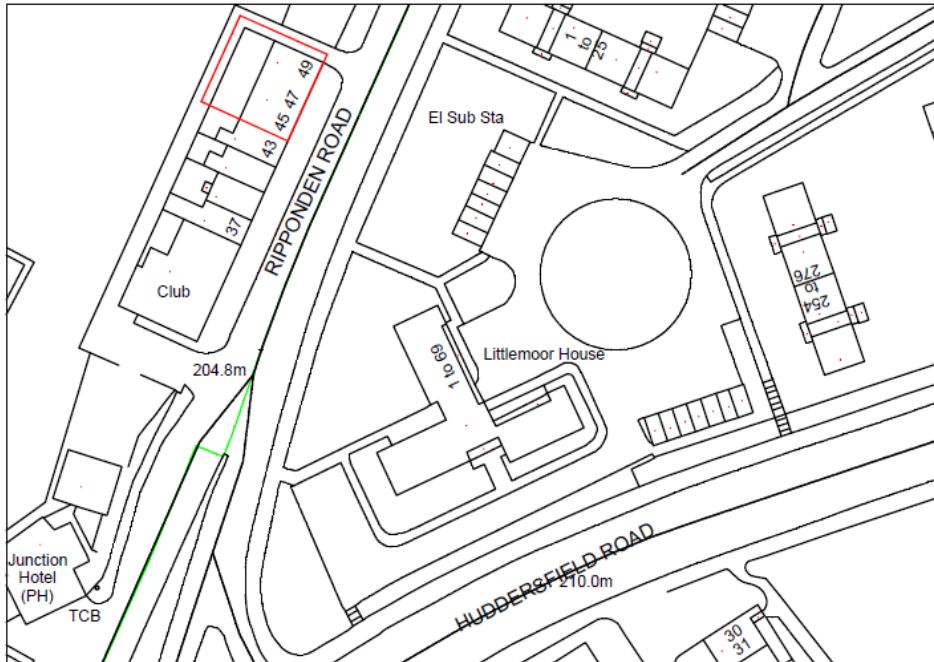 1
to
25
49
47
45
43
37
El Sub Sta
RIPPONDEN ROAD
Club
204.8m
1 to 69
Littlemoor House
254
to
276
Junction
Hotel
(PH)
TCB
HUDDERSFIELD ROAD
210.0m
30
31